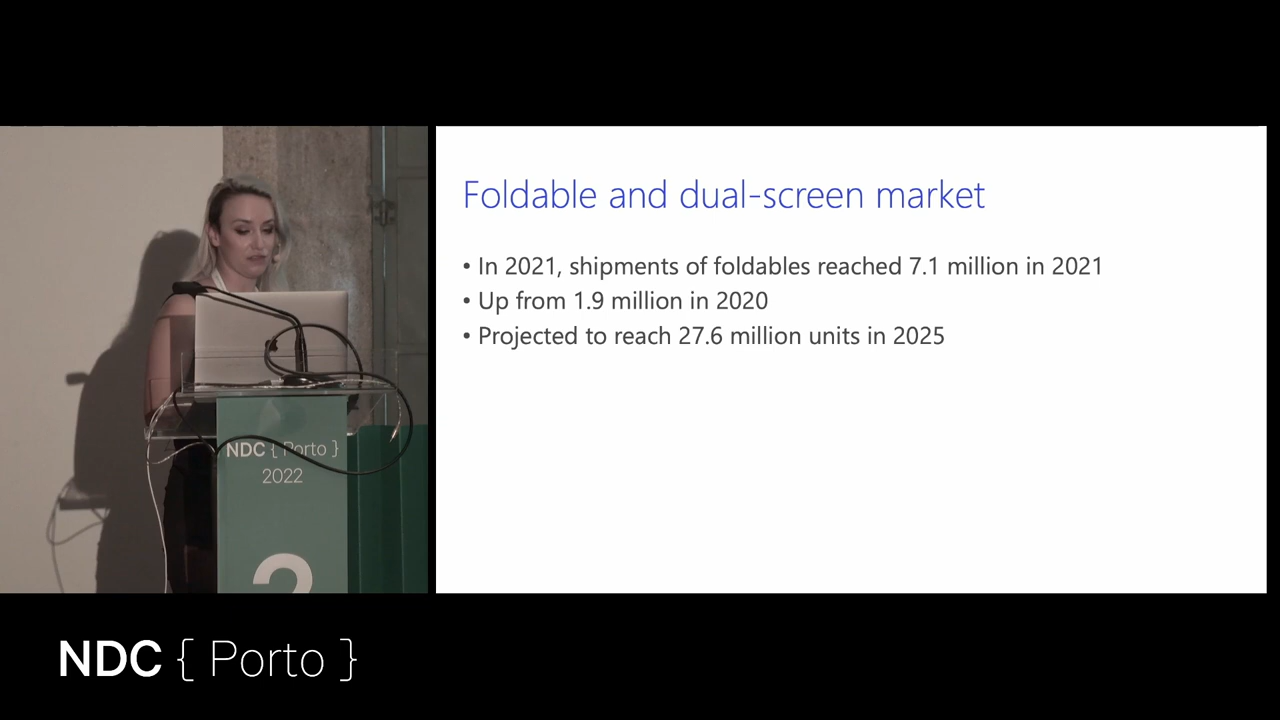 Foldable and dual-screen market
• In 2021, shipments of foldables reached 7.1 million in 2021
• Up from 1.9 million in 2020
• Projected to reach 27.6 million units in 2025
NDC { Porto }
2022
2
NDC { Porto }